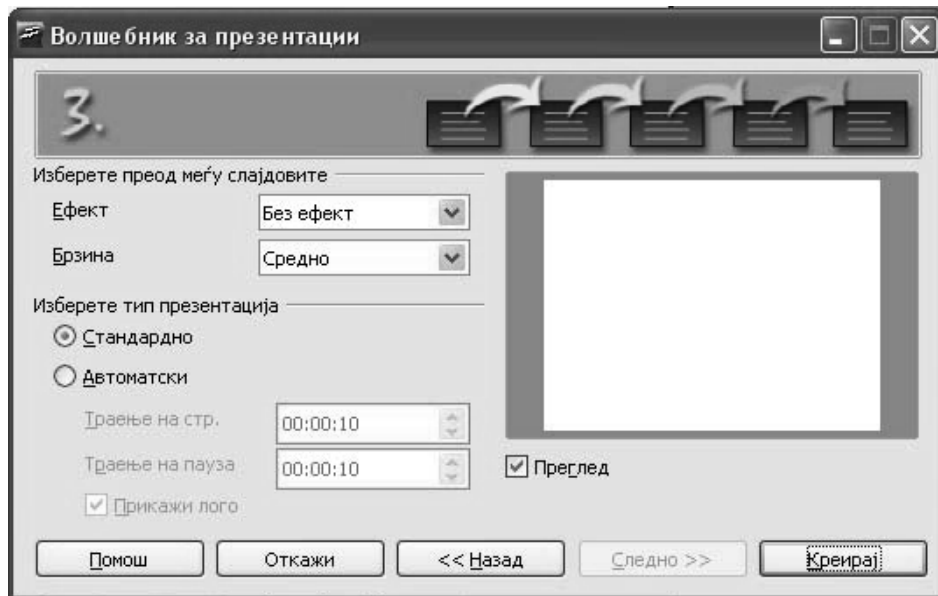 Волшебник за презентации
3.
Изберете преод меѓу слајдовите
Ефект
Без ефект
Брзина
Средно
Изберете тип презентација
Стандардно
Автоматски
Траење на стр.
00:00:10
Траење на пауза
00:00:10
Прикажи лого
Преглед
Помош
Откажи
<< Назад
Следно >>
Креирај